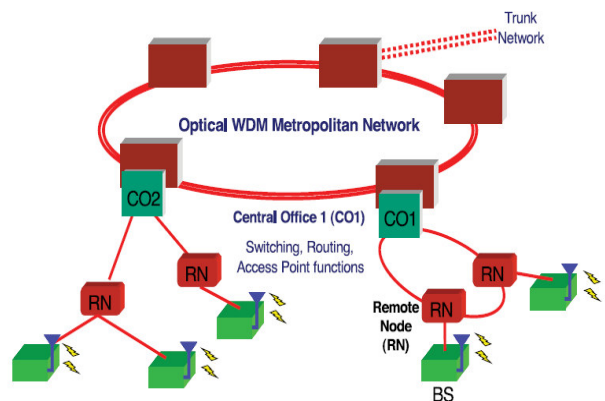 Trunk
Network
Optical WDM Metropolitan Network
CO2
Central Office 1 (CO1)
CO1
Switching, Routing,
Access Point functions
RN
RN
RN
Remote
Node
(RN)
RN
BS